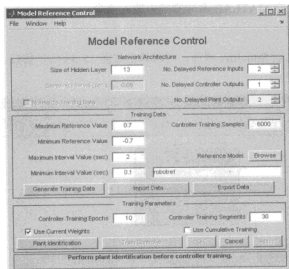 Model Reference Control
File Window Help
Model Reference Control
Network Architecture
Size of Hidden Layer 13 No. Delayed Reference Inputs 2
0.05 No. Delayed Controller Outputs 1
No. Delayed Plant Outputs 2
Training Data
Maximum Reference Value 0.7 Controller Training Samples 6000
Minimum Reference Value -0.7
Maximum Interval Value (sec) 2 Reference Model: Browse
Minimum Interval Value (sec) 0.1 robotref
Generate Training Data Import Data Export Data
Training Parameters
Controller Training Epochs 10 Controller Training Segments 30
Use Current Weights Use Cumulative Training
Plant Identification Cancel
Perform plant identification before controller training.